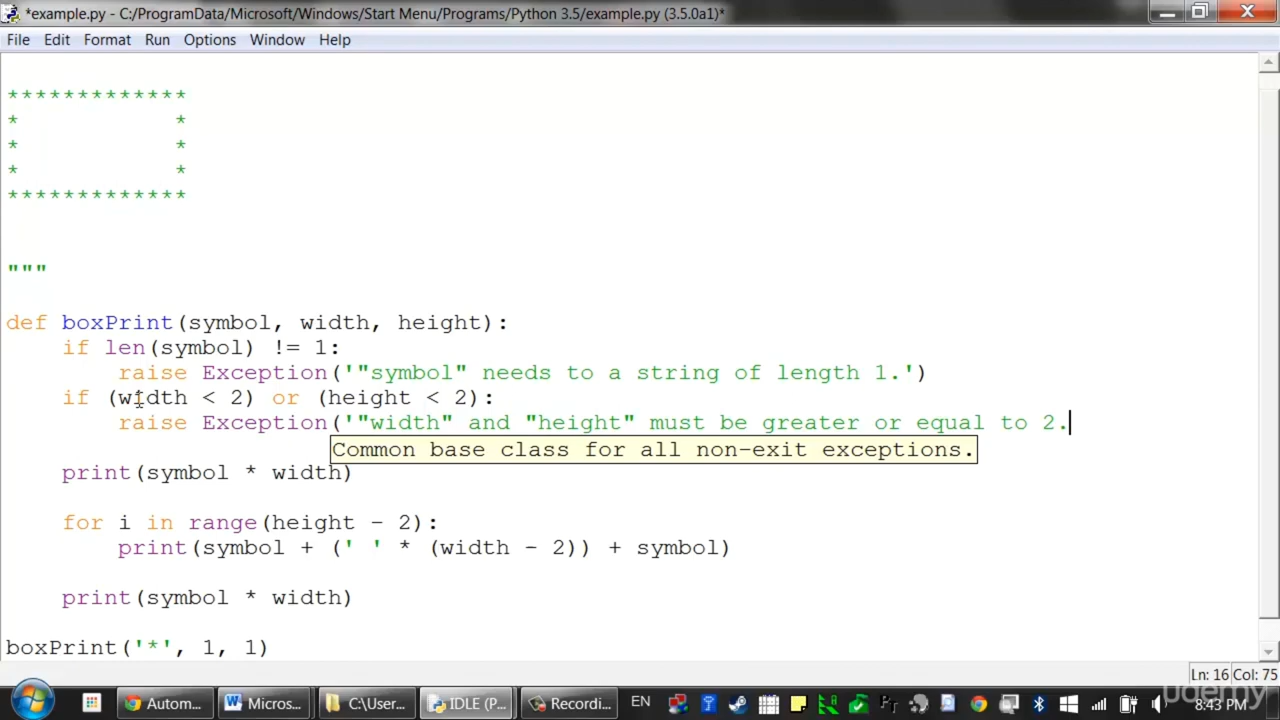 *example.py - C:/ProgramData/Microsoft/Windows/Start Menu/Programs/Python 3.5/example.py (3.5.0a1)*
File Edit Format Run Options Window Help
*************
*           *
*           *
*           *
*************
"""
def boxPrint(symbol, width, height):
    if len(symbol) != 1:
        raise Exception('"symbol" needs to a string of length 1.')
    if (width < 2) or (height < 2):
        raise Exception('"width" and "height" must be greater or equal to 2.
Common base class for all non-exit exceptions.
    print(symbol * width)
    for i in range(height - 2):
        print(symbol + (' ' * (width - 2)) + symbol)
    print(symbol * width)
boxPrint('*', 1, 1)
Ln: 16 Col: 75
Autom... Micros... C:\User... IDLE (P... Recordi... EN 8:43 PM
udemy